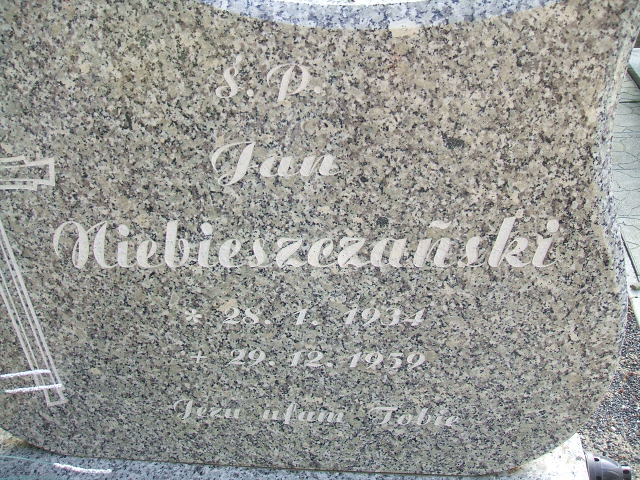 Ś.P.
Jan
Niebieszczański
* 28. 1. 1934
+ 29. 12. 1959
Jezu ufam Tobie